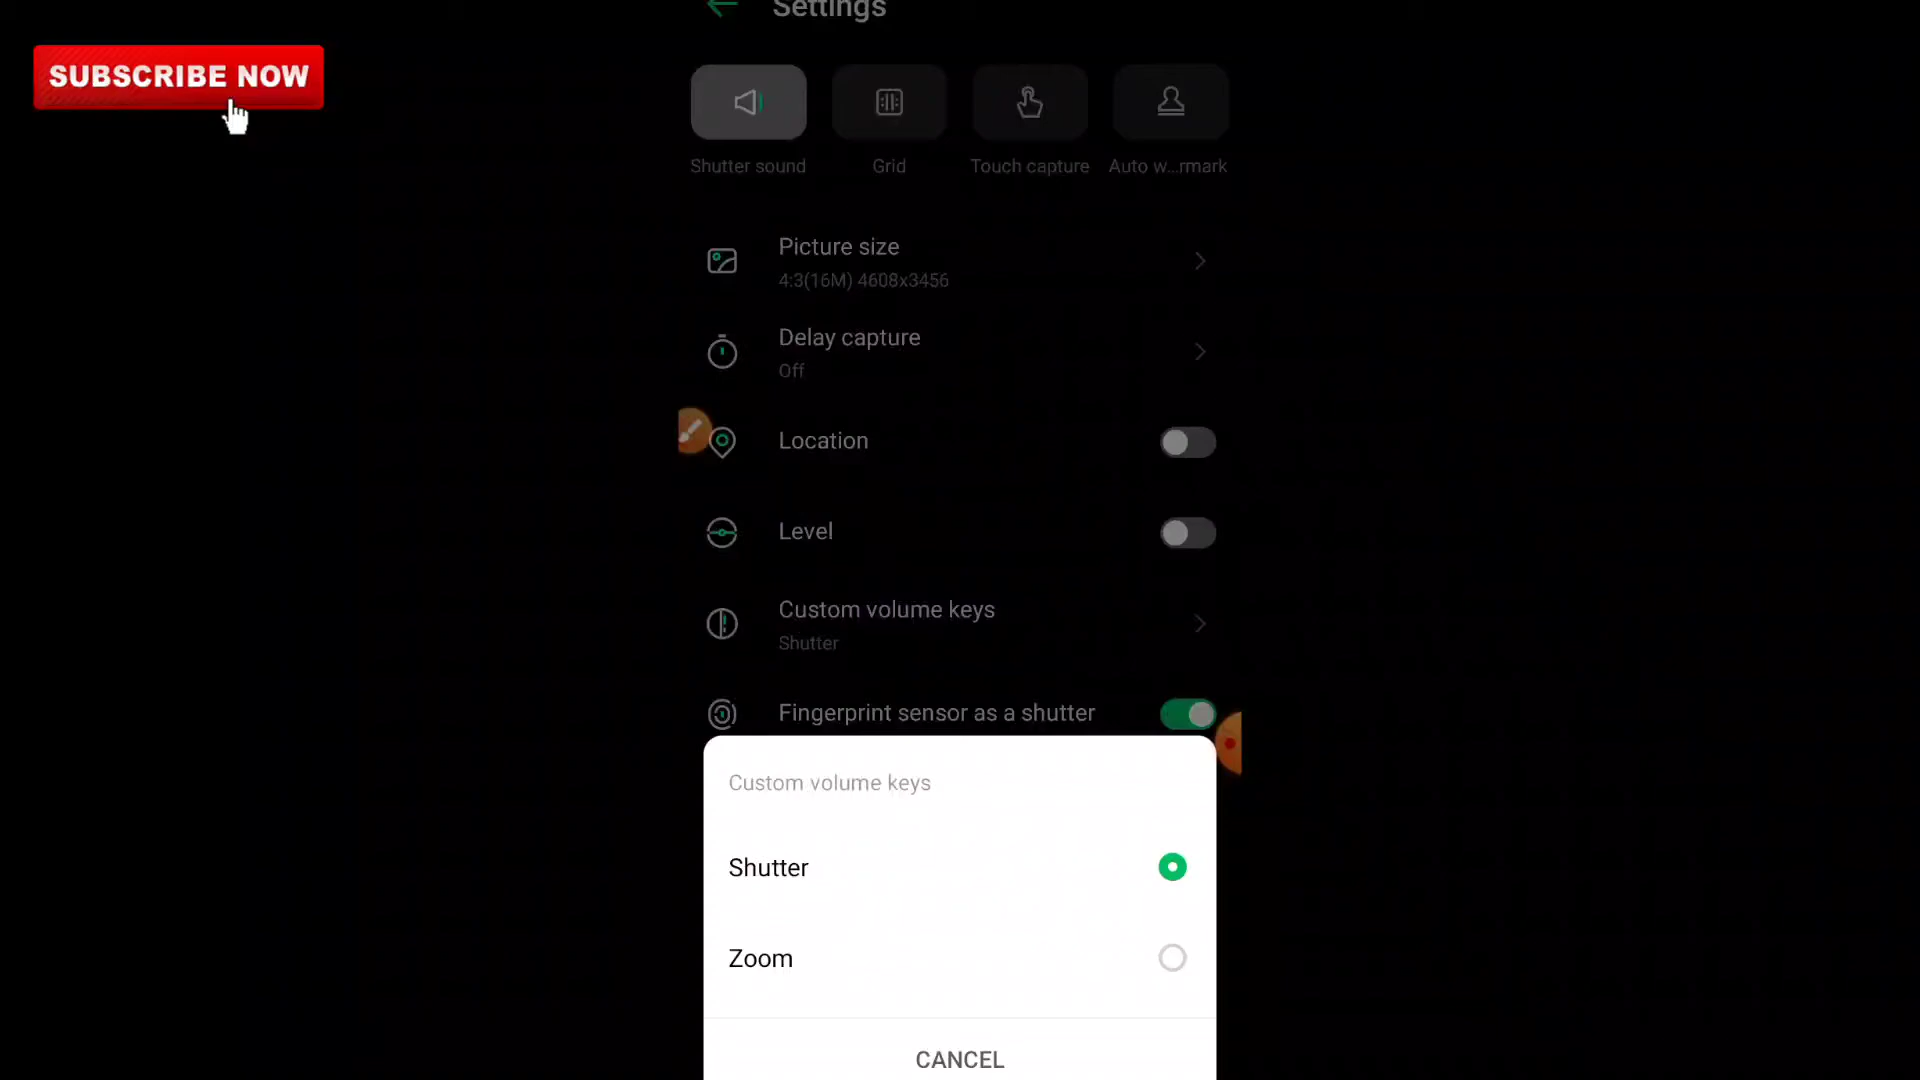 Settings
SUBSCRIBE NOW
Shutter sound
Grid
Touch capture
Auto w...rmark
Picture size
4:3(16M) 4608x3456
Delay capture
Off
Location
Level
Custom volume keys
Shutter
Fingerprint sensor as a shutter
Custom volume keys
Shutter
Zoom
CANCEL